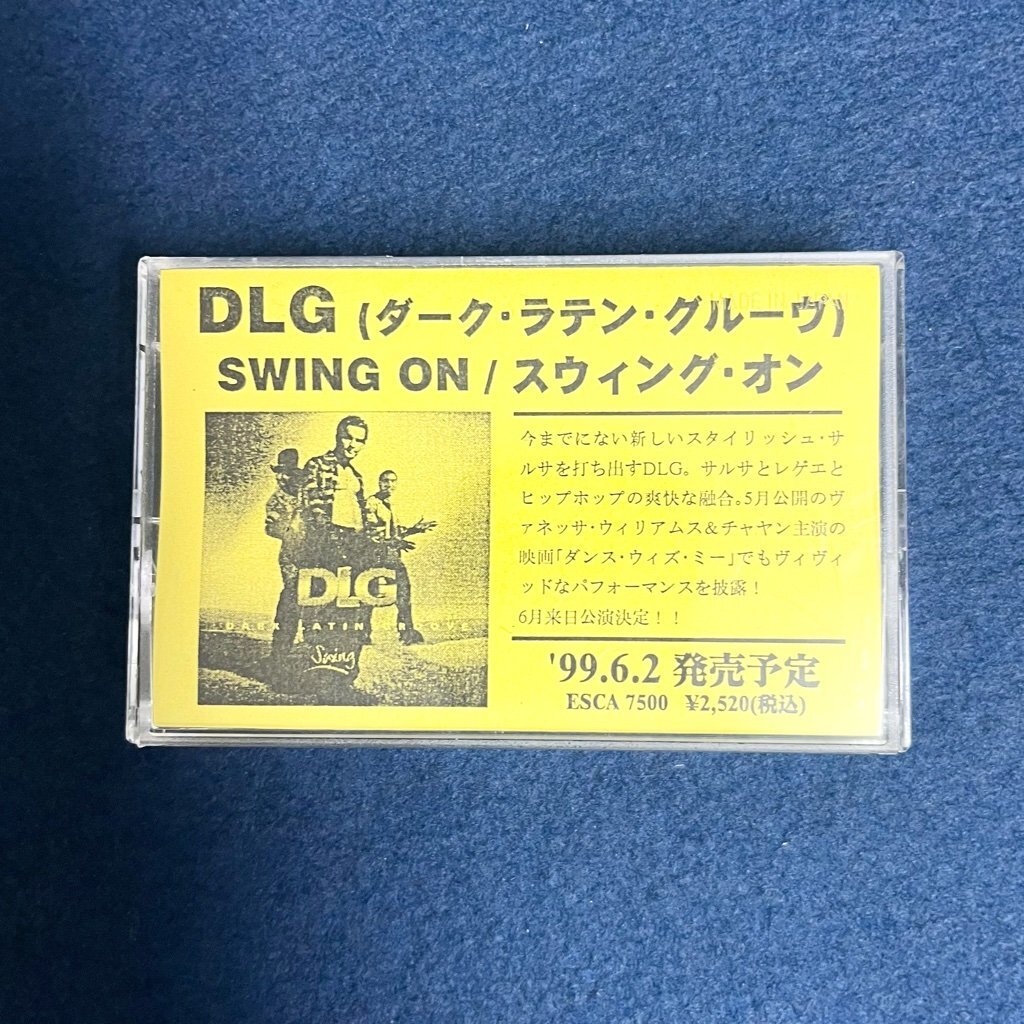 DLG (ダーク・ラテン・グルーヴ)
SWING ON / スウィング・オン
今までにない新しいスタイリッシュ・サ
ルサを打ち出すDLG。サルサとレゲエと
ヒップホップの爽快な融合。5月公開のヴ
ァネッサ・ウィリアムス&チャヤン主演の
映画「ダンス・ウィズ・ミー」でもヴィヴィ
ッドなパフォーマンスを披露!
6月来日公演決定!!
'99.6.2 発売予定
ESCA 7500 ¥2,520(税込)
DLG
DARK LATIN GROOVE
Swing
MADE IN JAPAN